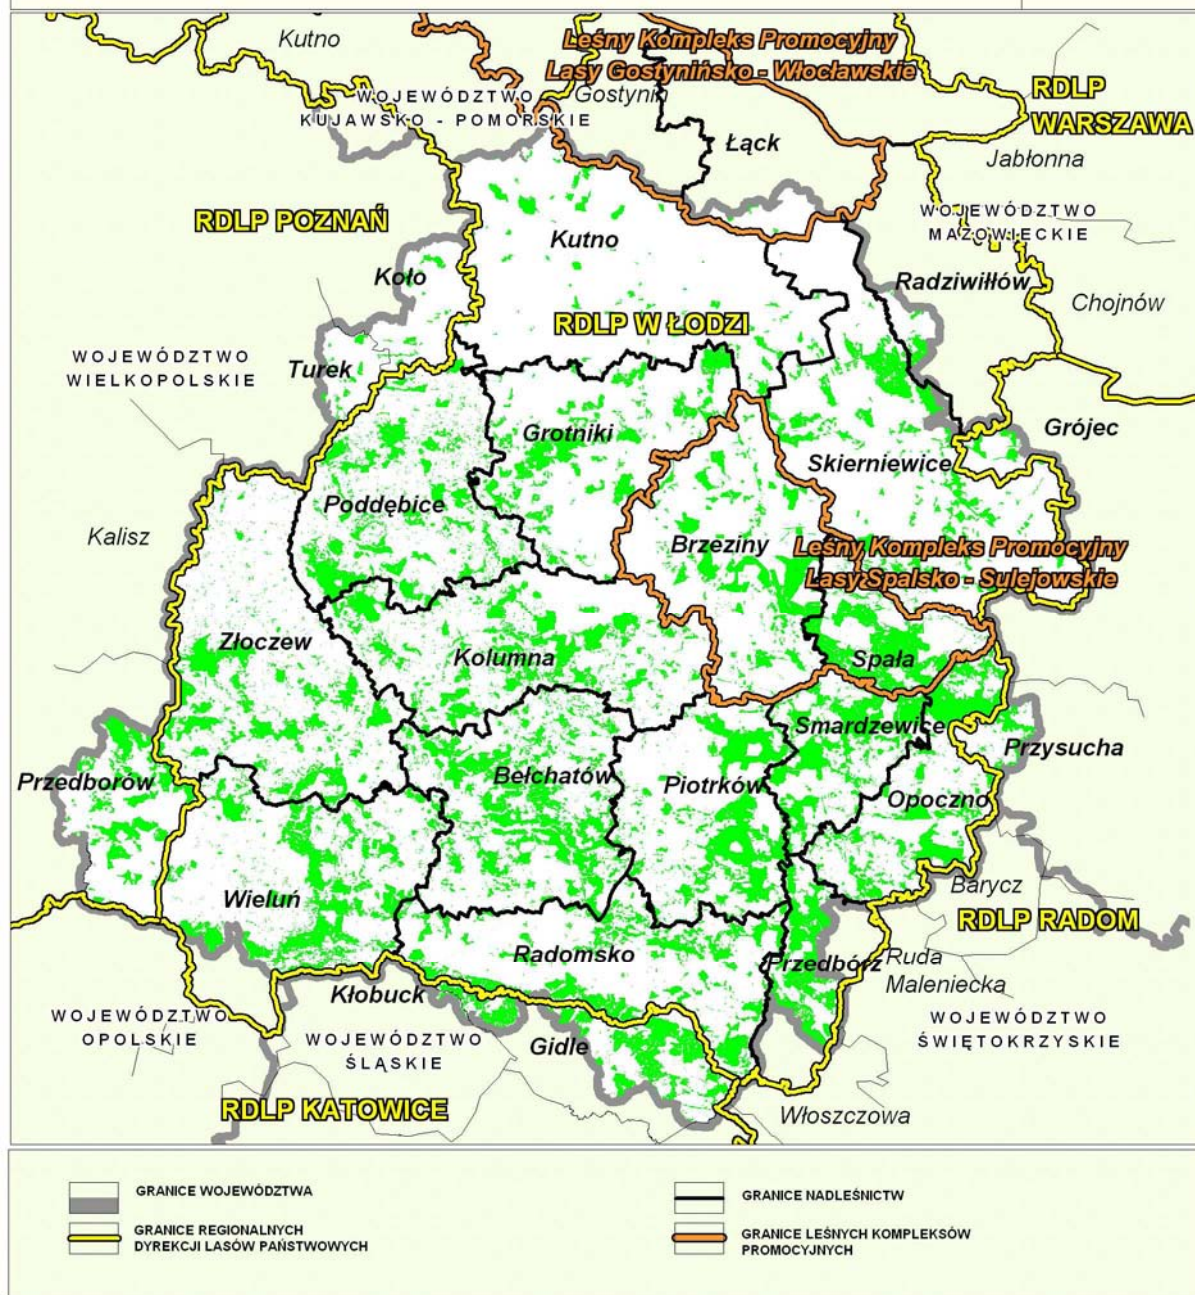 Kutno
Leśny Kompleks Promocyjny
Lasy Gostynińsko - Włocławskie
Gostynin
RDLP
WARSZAWA
WOJEWÓDZTWO
KUJAWSKO - POMORSKIE
Łąck
Jabłonna
RDLP POZNAŃ
WOJEWÓDZTWO
MAZOWIECKIE
Kutno
Koło
Radziwiłłów
Chojnów
RDLP W ŁODZI
WOJEWÓDZTWO
WIELKOPOLSKIE
Turek
Grotniki
Grójec
Skierniewice
Poddębice
Kalisz
Brzeziny
Leśny Kompleks Promocyjny
Lasy Spalsko - Sulejowskie
Złoczew
Kolumna
Spała
Smardzewice
Przysucha
Przedborów
Bełchatów
Piotrków
Opoczno
Wieluń
Barycz
RDLP RADOM
Radomsko
Przedbórz
Ruda
Maleniecka
Kłobuck
WOJEWÓDZTWO
OPOLSKIE
WOJEWÓDZTWO
ŚLĄSKIE
Gidle
WOJEWÓDZTWO
ŚWIĘTOKRZYSKIE
RDLP KATOWICE
Włoszczowa
GRANICE WOJEWÓDZTWA
GRANICE REGIONALNYCH
DYREKCJI LASÓW PAŃSTWOWYCH
GRANICE NADLEŚNICTW
GRANICE LEŚNYCH KOMPLEKSÓW
PROMOCYJNYCH